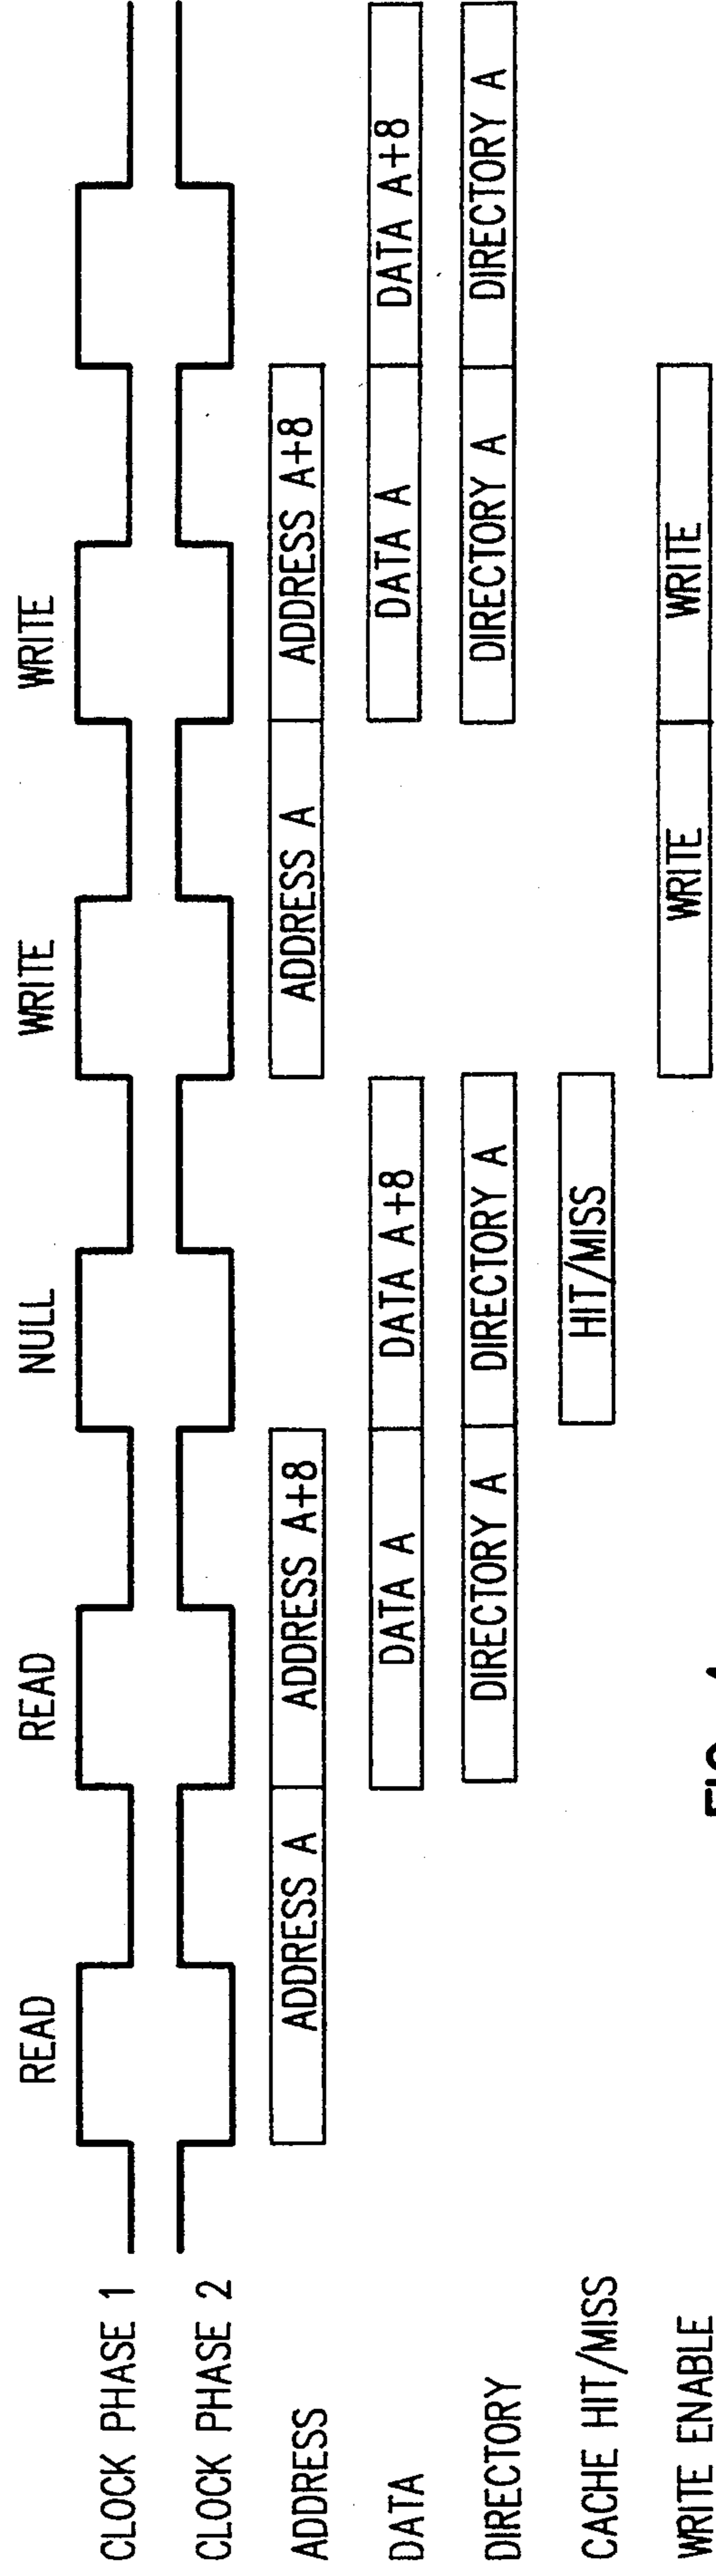 READ READ NULL WRITE WRITE
CLOCK PHASE 1
CLOCK PHASE 2
ADDRESS ADDRESS A ADDRESS A+8 ADDRESS A ADDRESS A+8
DATA DATA A DATA A+8 DATA A DATA A+8
DIRECTORY DIRECTORY A DIRECTORY A DIRECTORY A DIRECTORY A
CACHE HIT/MISS HIT/MISS
WRITE ENABLE WRITE WRITE